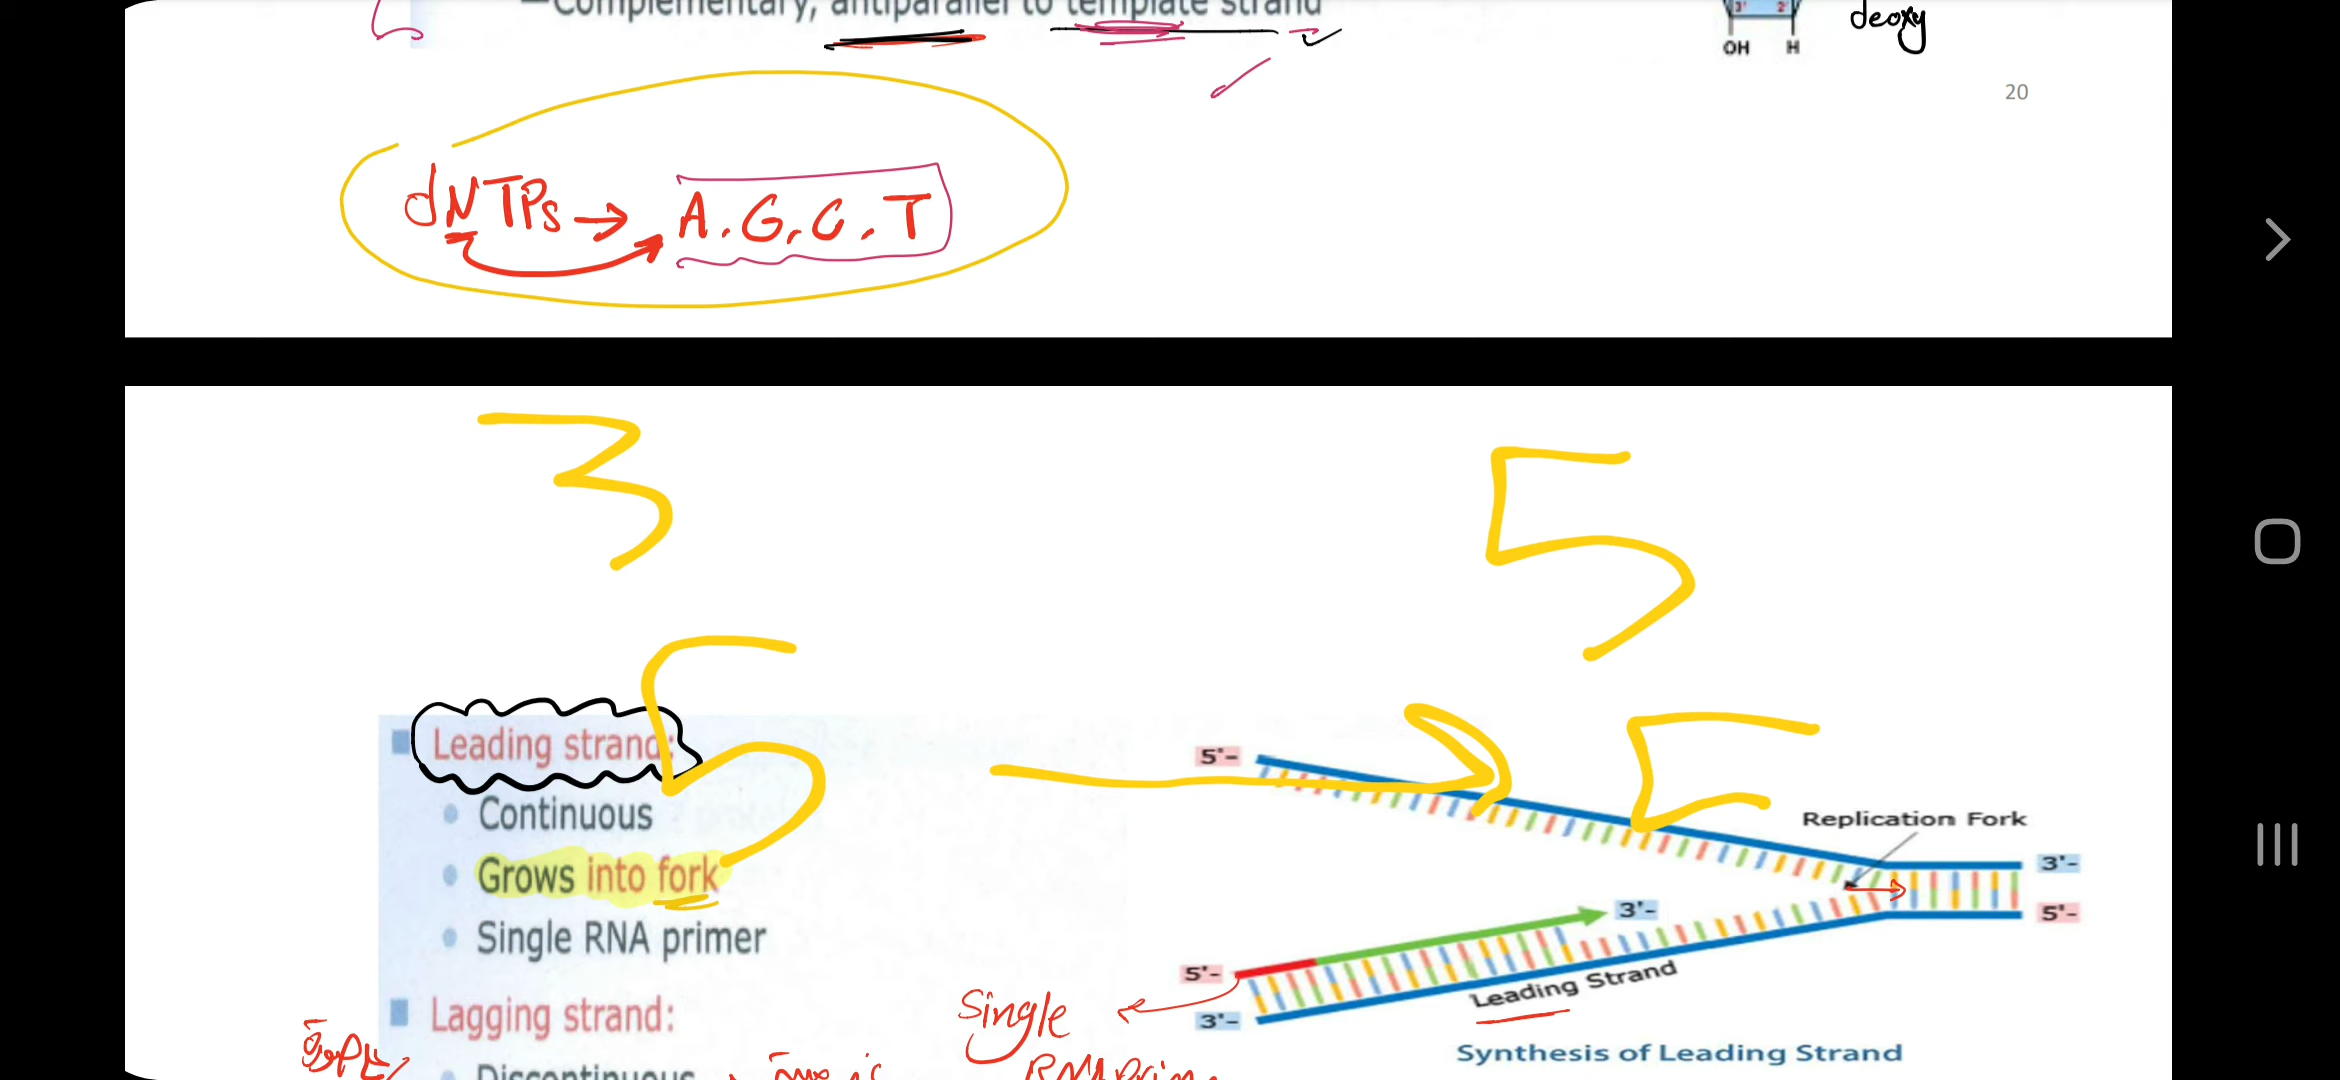 —Complementary, antiparallel to template strand
3' 2'
OH H
deoxy
20
dNTPs → A. G. C. T
3
5
5
5
Leading strand:
Continuous
Grows into fork
Single RNA primer
Lagging strand:
Discontinuous
5'-
Replication Fork
3'-
5'-
3'-
5'-
3'-
Leading Strand
Single
Synthesis of Leading Strand